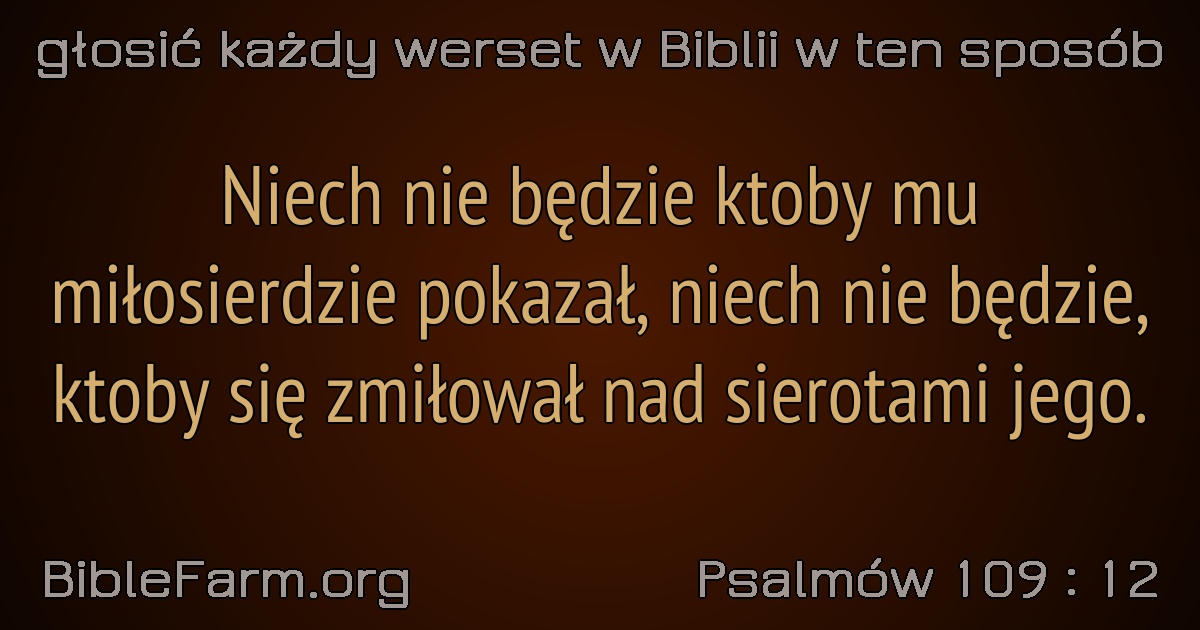 głosić każdy werset w Biblii w ten sposób
Niech nie będzie ktoby mu
miłosierdzie pokazał, niech nie będzie,
ktoby się zmiłował nad sierotami jego.
BibleFarm.org
Psalmów 109 : 12